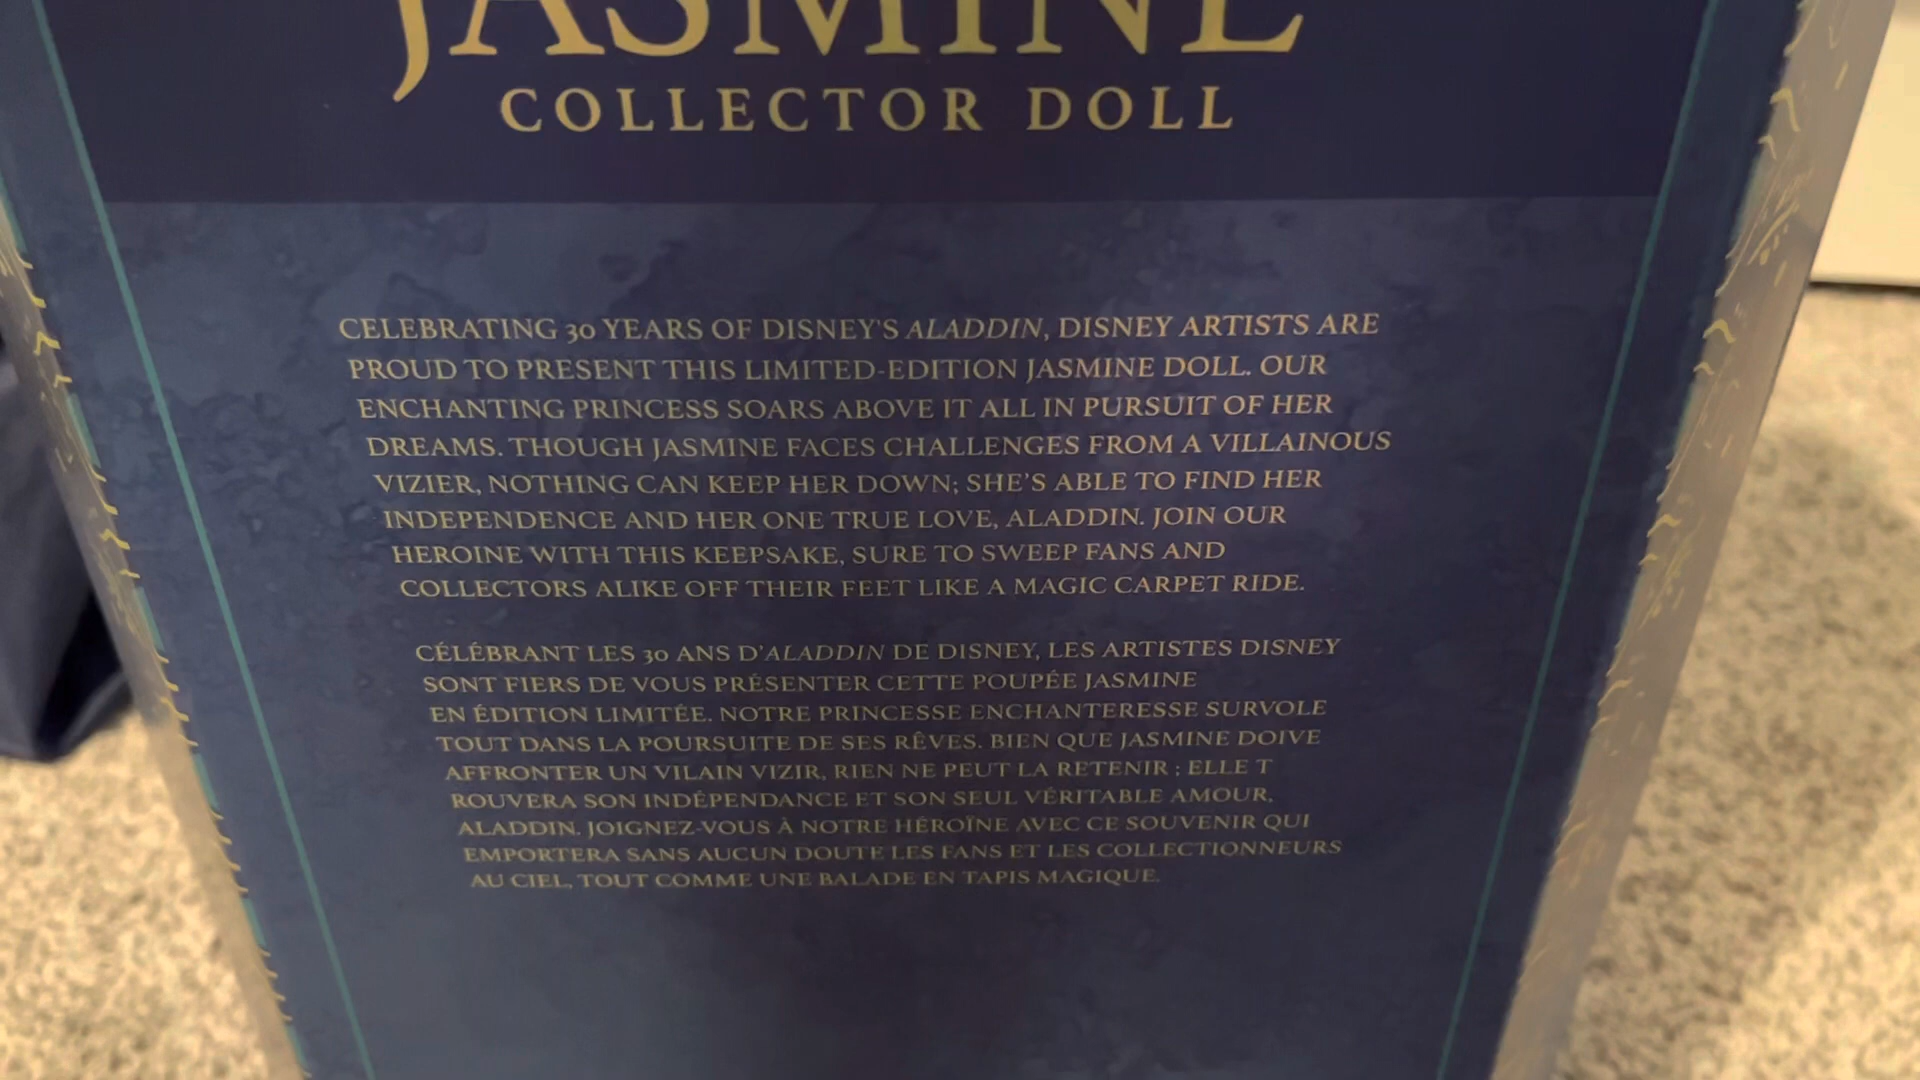 JASMINE
COLLECTOR DOLL
CELEBRATING 30 YEARS OF DISNEY'S ALADDIN, DISNEY ARTISTS ARE
PROUD TO PRESENT THIS LIMITED-EDITION JASMINE DOLL. OUR
ENCHANTING PRINCESS SOARS ABOVE IT ALL IN PURSUIT OF HER
DREAMS. THOUGH JASMINE FACES CHALLENGES FROM A VILLAINOUS
VIZIER, NOTHING CAN KEEP HER DOWN; SHE'S ABLE TO FIND HER
INDEPENDENCE AND HER ONE TRUE LOVE, ALADDIN. JOIN OUR
HEROINE WITH THIS KEEPSAKE, SURE TO SWEEP FANS AND
COLLECTORS ALIKE OFF THEIR FEET LIKE A MAGIC CARPET RIDE.
CÉLÉBRANT LES 30 ANS D'ALADDIN DE DISNEY, LES ARTISTES DISNEY
SONT FIERS DE VOUS PRÉSENTER CETTE POUPÉE JASMINE
EN ÉDITION LIMITÉE. NOTRE PRINCESSE ENCHANTERESSE SURVOLE
TOUT DANS LA POURSUITE DE SES RÊVES. BIEN QUE JASMINE DOIVE
AFFRONTER UN VILAIN VIZIR, RIEN NE PEUT LA RETENIR ; ELLE T
ROUVERA SON INDÉPENDANCE ET SON SEUL VÉRITABLE AMOUR,
ALADDIN. JOIGNEZ-VOUS À NOTRE HÉROÏNE AVEC CE SOUVENIR QUI
EMPORTERA SANS AUCUN DOUTE LES FANS ET LES COLLECTIONNEURS
AU CIEL, TOUT COMME UNE BALADE EN TAPIS MAGIQUE.